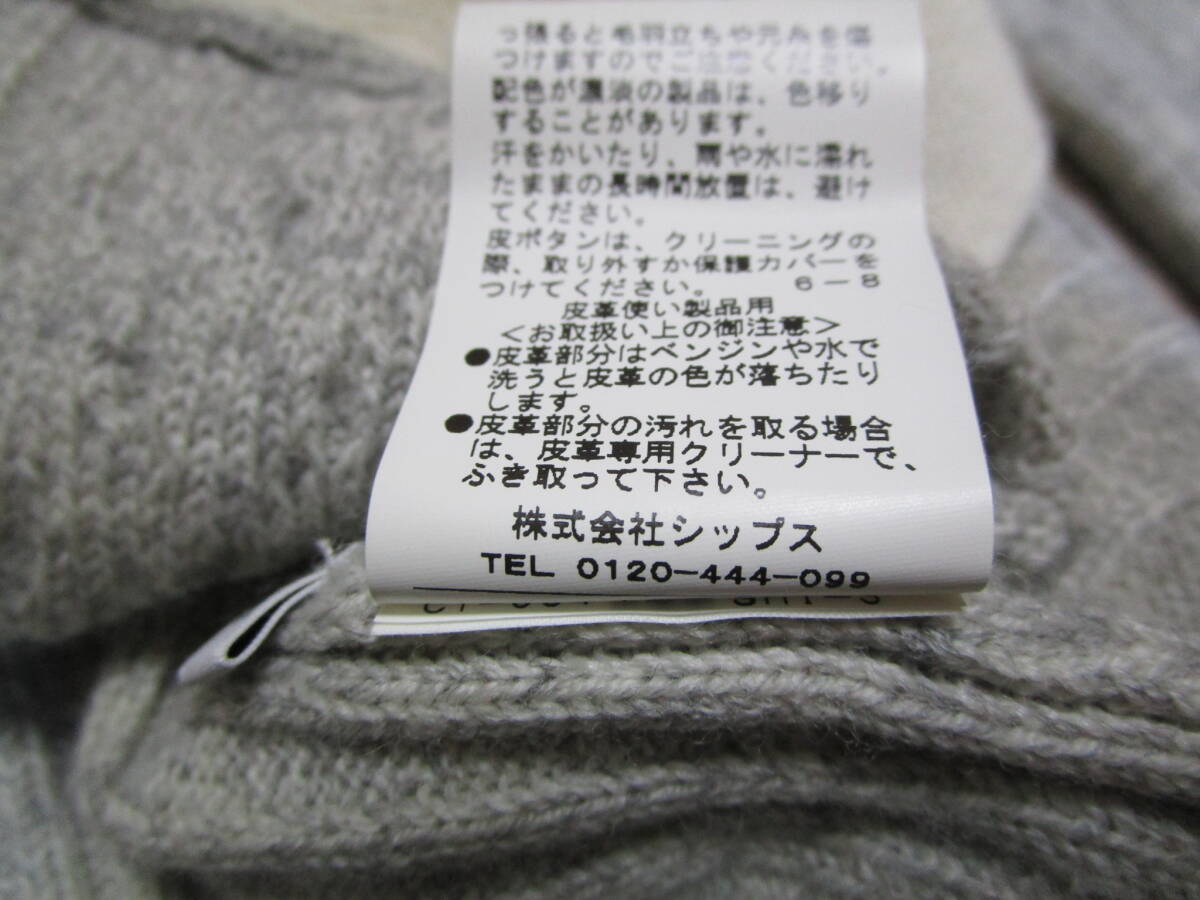 っ張ると毛羽立ちや元糸を傷
つけますのでご注意ください。
配色が濃淡の製品は、色移り
することがあります。
汗をかいたり、雨や水に濡れ
たままの長時間放置は、避け
てください。
皮ボタンは、クリーニングの
際、取り外すか保護カバーを
つけてください。 6-8
皮革使い製品用
<お取扱い上の御注意>
●皮革部分はベンジンや水で
洗うと皮革の色が落ちたり
します。
●皮革部分の汚れを取る場合
は、皮革専用クリーナーで、
ふき取って下さい。
株式会社シップス
TEL 0120-444-099